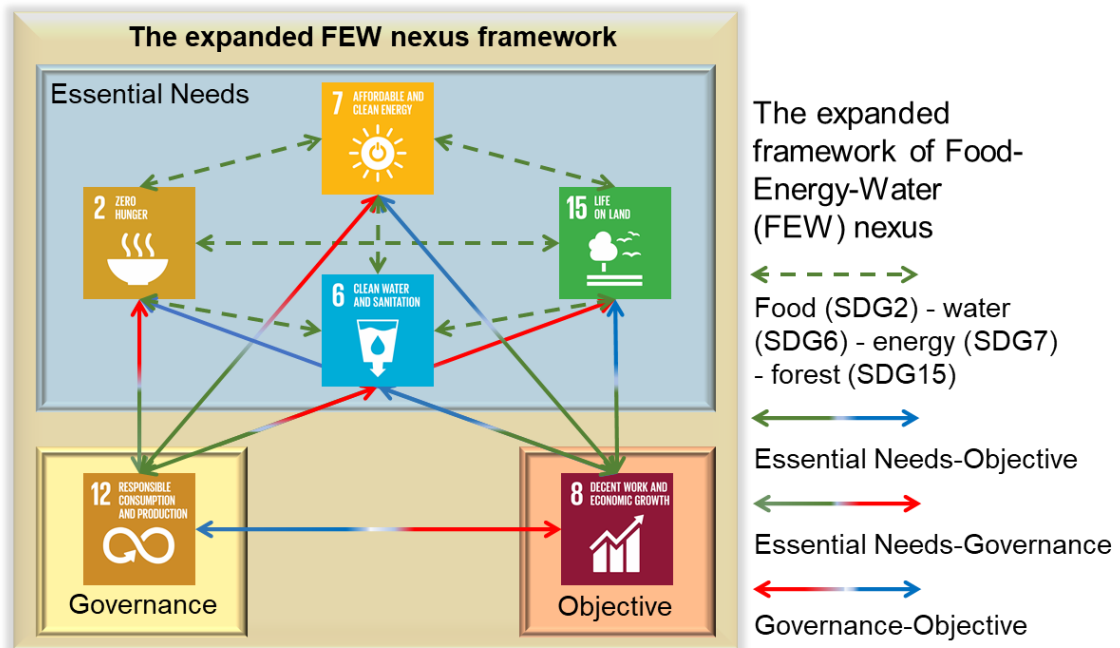 The expanded FEW nexus framework
Essential Needs
7 AFFORDABLE AND
CLEAN ENERGY
2 ZERO
HUNGER
15 LIFE
ON LAND
6 CLEAN WATER
AND SANITATION
12 RESPONSIBLE
CONSUMPTION
AND PRODUCTION
Governance
8 DECENT WORK AND
ECONOMIC GROWTH
Objective
The expanded
framework of Food-
Energy-Water
(FEW) nexus
Food (SDG2) - water
(SDG6) - energy (SDG7)
- forest (SDG15)
Essential Needs-Objective
Essential Needs-Governance
Governance-Objective